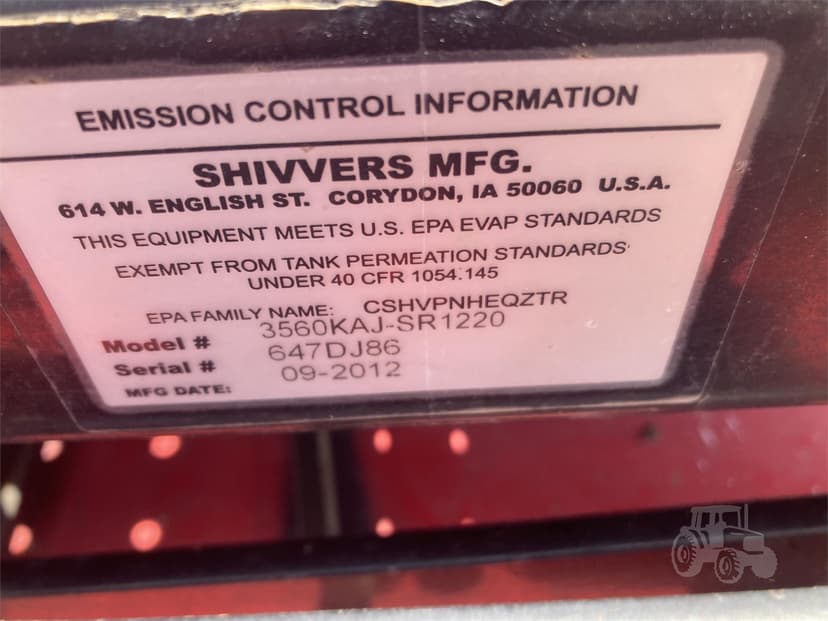 EMISSION CONTROL INFORMATION
SHIVVERS MFG.
614 W. ENGLISH ST. CORYDON, IA 50060 U.S.A.
THIS EQUIPMENT MEETS U.S. EPA EVAP STANDARDS
EXEMPT FROM TANK PERMEATION STANDARDS
UNDER 40 CFR 1054.145
EPA FAMILY NAME: CSHVPNHEQZTR
Model # 3560KAJ-SR1220
Serial # 647DJ86
MFG DATE: 09-2012